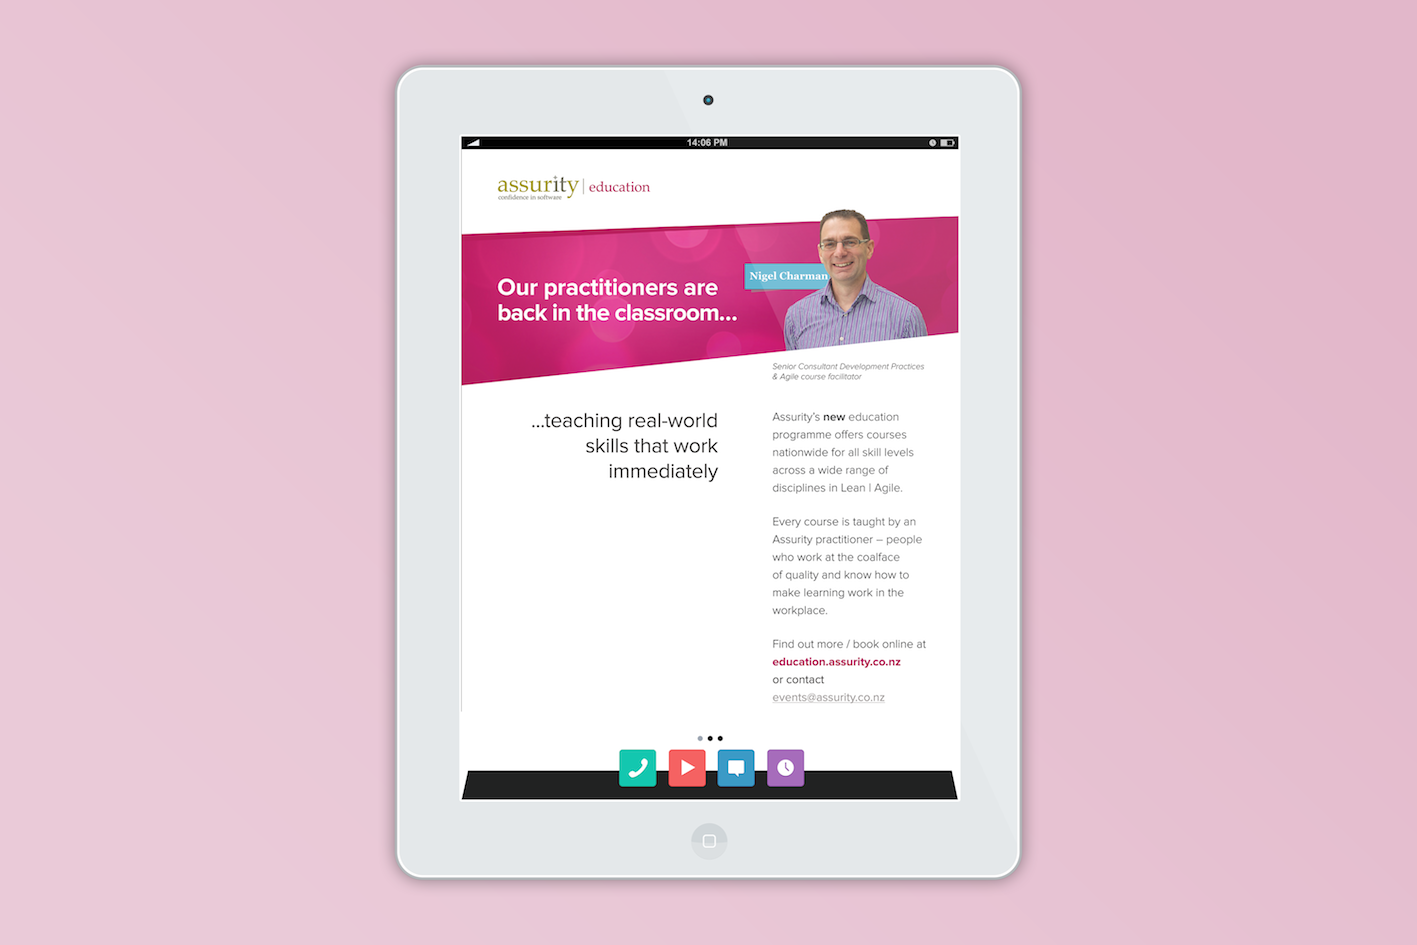 14:06 PM
assurity | education
confidence in software
Our practitioners are
back in the classroom...
Nigel Charman
Senior Consultant Development Practices
& Agile course facilitator
...teaching real-world
skills that work
immediately
Assurity’s new education
programme offers courses
nationwide for all skill levels
across a wide range of
disciplines in Lean | Agile.
Every course is taught by an
Assurity practitioner – people
who work at the coalface
of quality and know how to
make learning work in the
workplace.
Find out more / book online at
education.assurity.co.nz
or contact
events@assurity.co.nz